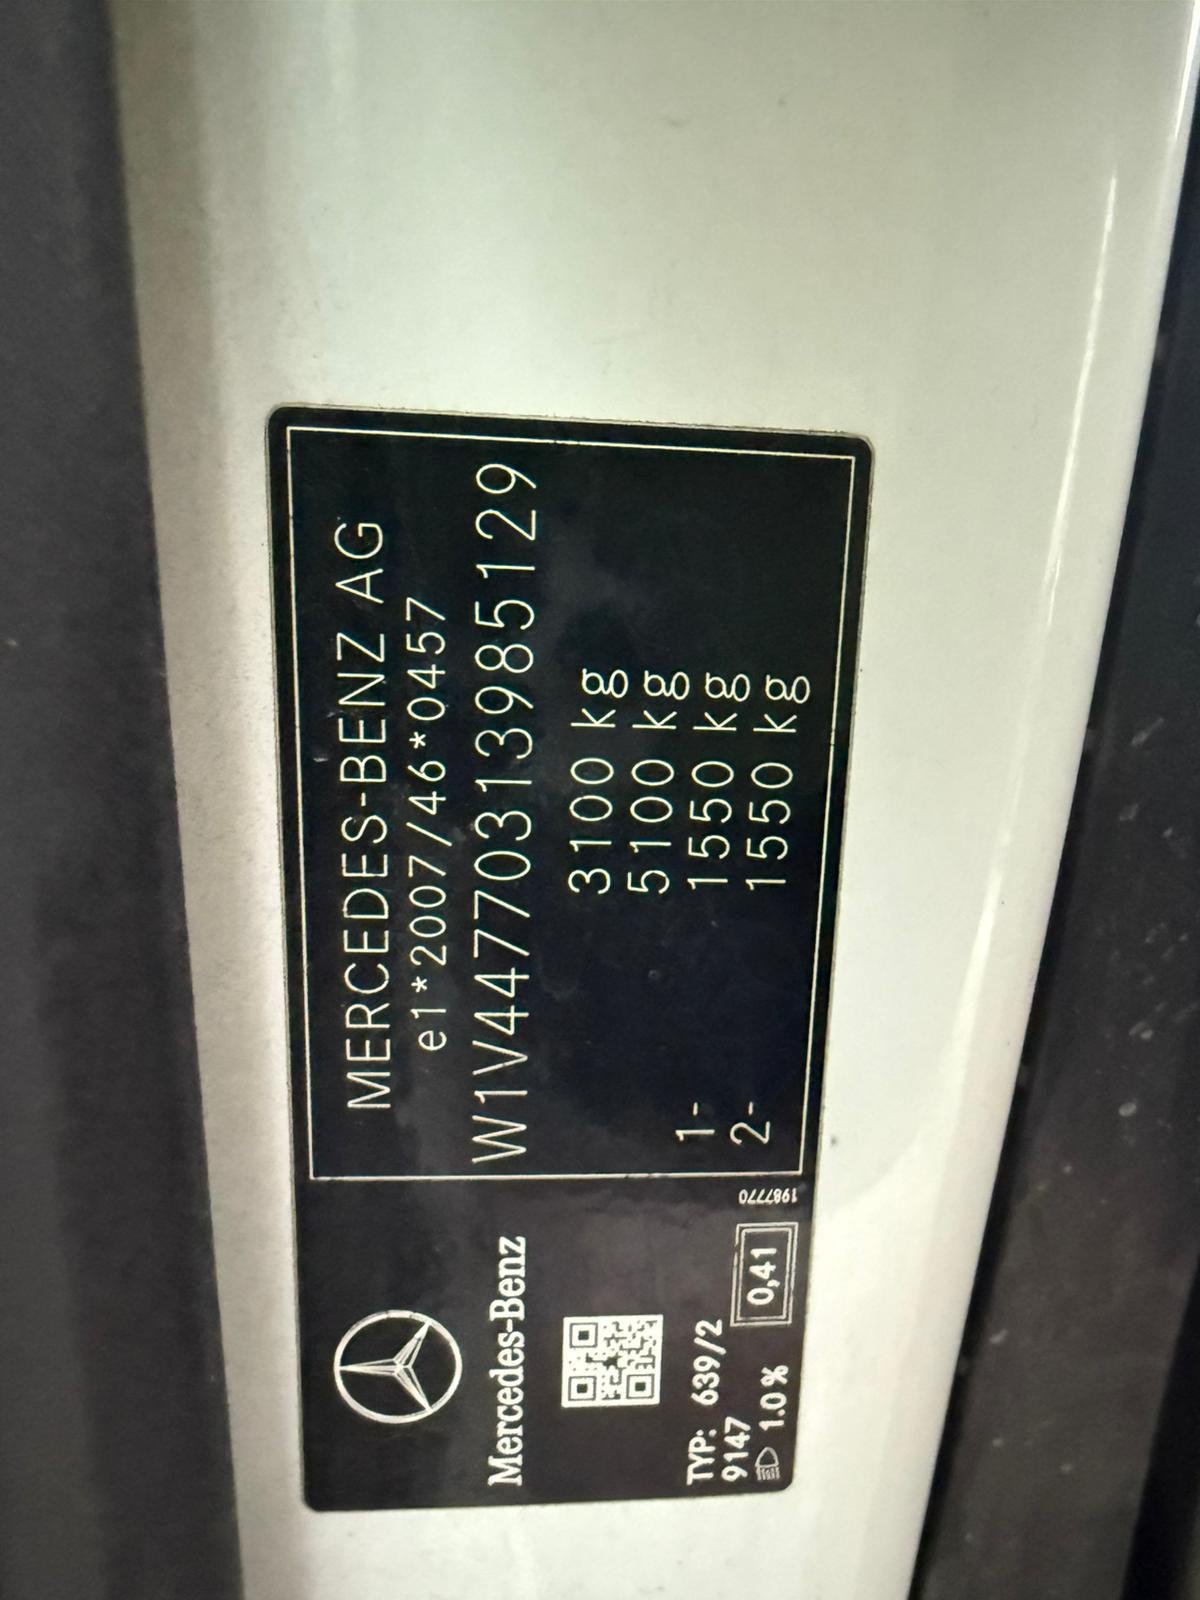 MERCEDES-BENZ AG
e1*2007/46*0457
W1V44770313985129
3100 kg
5100 kg
1- 1550 kg
2- 1550 kg
Mercedes-Benz
TYP: 639/2
9147
1.0 %
0,41
1987770